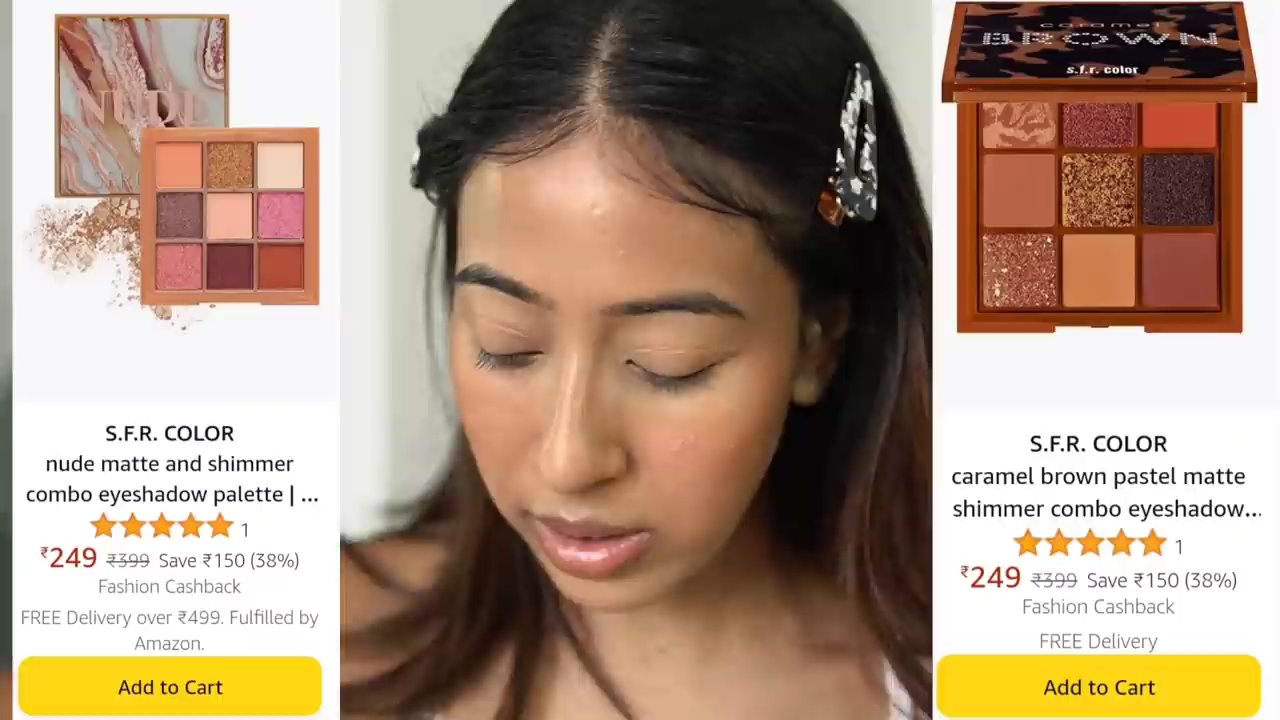 NUDE
S.F.R. COLOR
nude matte and shimmer
combo eyeshadow palette | ...
1
₹249 ₹399 Save ₹150 (38%)
Fashion Cashback
FREE Delivery over ₹499. Fulfilled by
Amazon.
Add to Cart
caramel
BROWN
s.f.r. color
S.F.R. COLOR
caramel brown pastel matte
shimmer combo eyeshadow...
1
₹249 ₹399 Save ₹150 (38%)
Fashion Cashback
FREE Delivery
Add to Cart